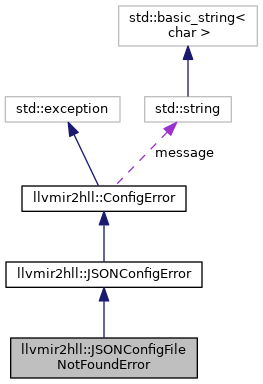 std::basic_string<
char >
std::exception
std::string
message
llvmir2hll::ConfigError
llvmir2hll::JSONConfigError
llvmir2hll::JSONConfigFile
NotFoundError